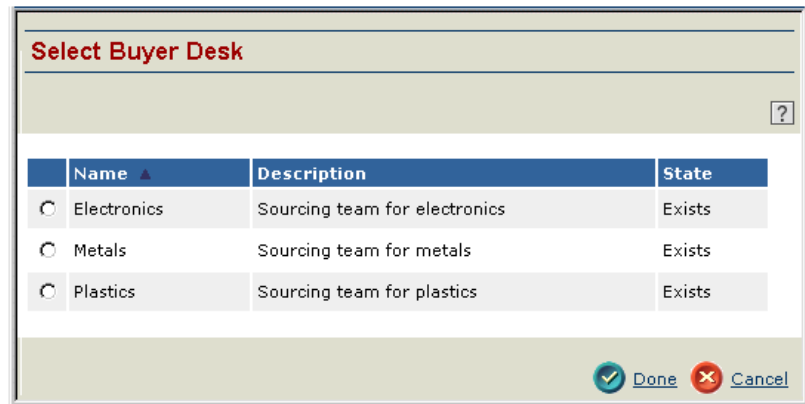 Select Buyer Desk
?
Name Description State
Electronics Sourcing team for electronics Exists
Metals Sourcing team for metals Exists
Plastics Sourcing team for plastics Exists
Done Cancel